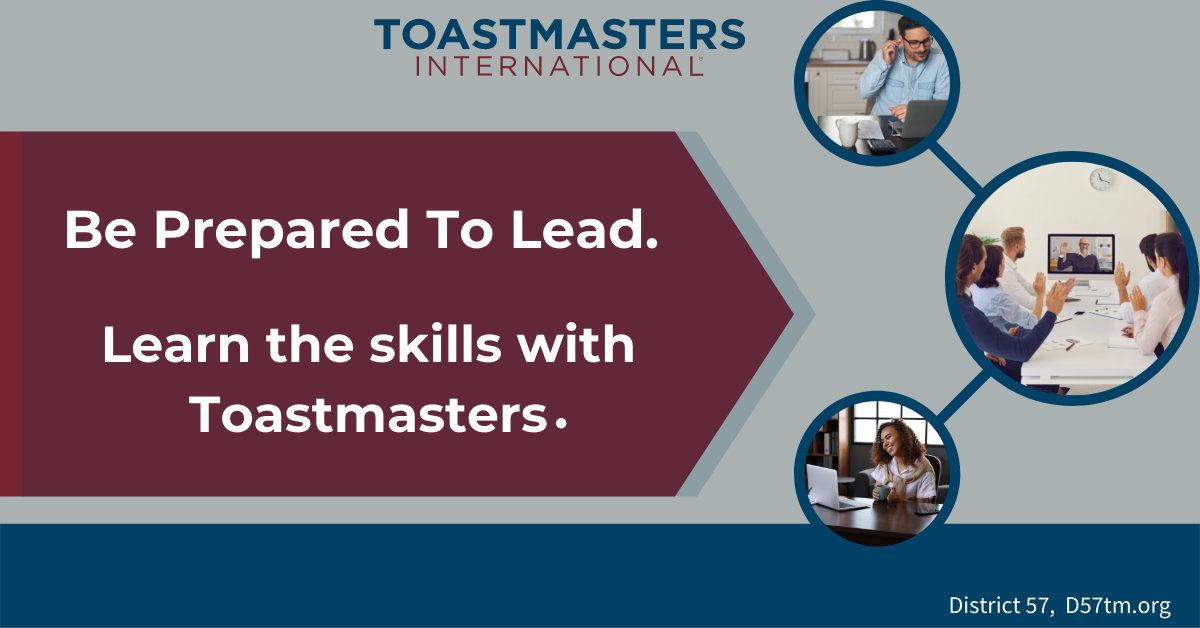 TOASTMASTERS
INTERNATIONAL®
Be Prepared To Lead.
Learn the skills with
Toastmasters.
District 57, D57tm.org